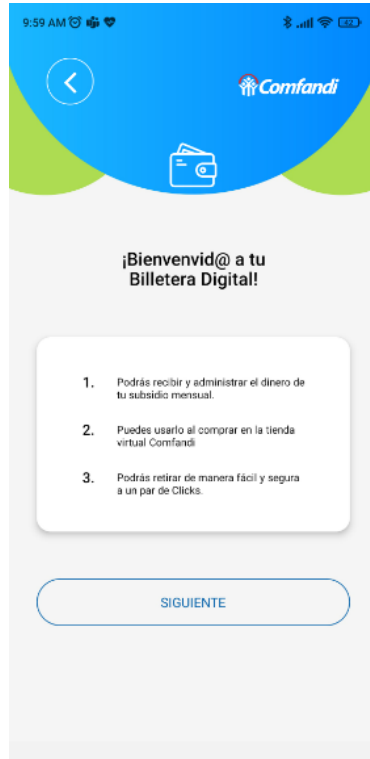 9:59 AM
32
Comfandi
¡Bienvenvid@ a tu
Billetera Digital!
1. Podrás recibir y administrar el dinero de
tu subsidio mensual.
2. Puedes usarlo al comprar en la tienda
virtual Comfandi
3. Podrás retirar de manera fácil y segura
a un par de Clicks.
SIGUIENTE